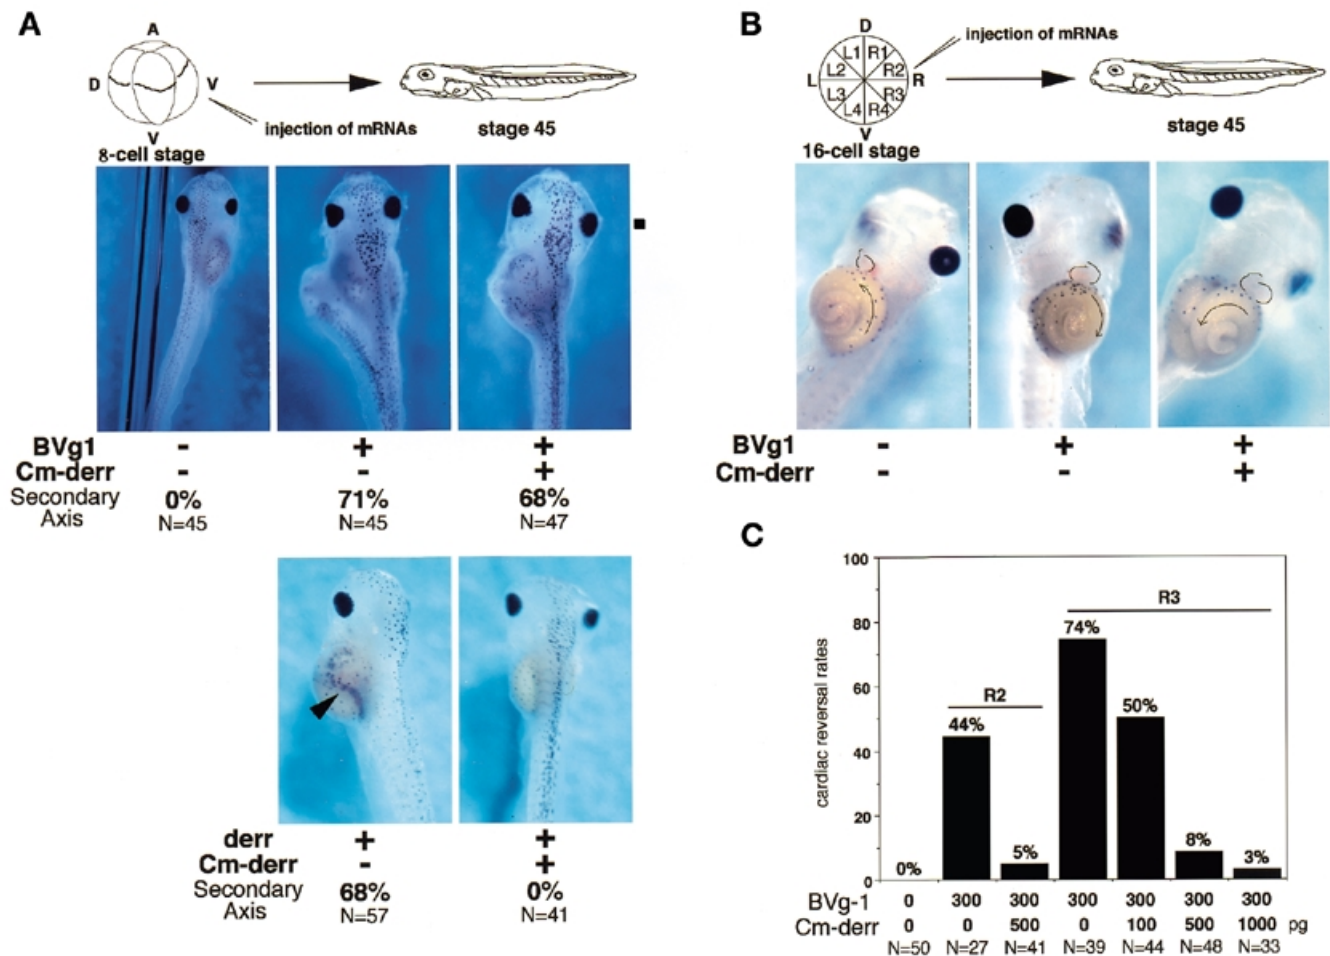 A
A
D
V
V
injection of mRNAs
8-cell stage
stage 45
BVg1 - + +
Cm-derr - - +
Secondary Axis 0% 71% 68%
N=45 N=45 N=47
derr + +
Cm-derr - +
Secondary Axis 68% 0%
N=57 N=41
B
D
injection of mRNAs
L1 R1
L2 R2
L R
L3 R3
L4 R4
V
16-cell stage
stage 45
BVg1 - + +
Cm-derr - - +
C
cardiac reversal rates
100
80
60
40
20
0
R2
R3
0% 44% 5% 74% 50% 8% 3%
BVg-1 0 300 300 300 300 300 300
Cm-derr 0 0 500 0 100 500 1000 pg
N=50 N=27 N=41 N=39 N=44 N=48 N=33